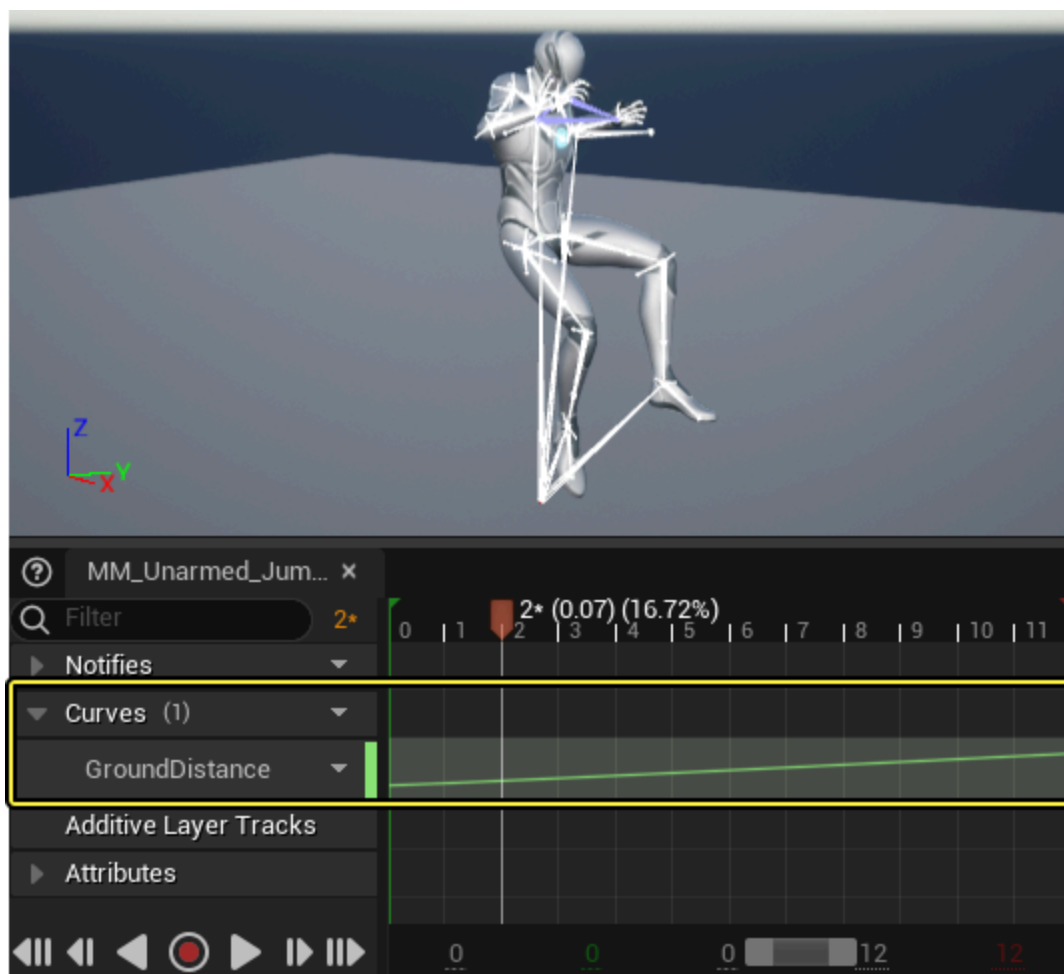 Z
Y
X
MM_Unarmed_Jum... ×
Filter 2*
2* (0.07) (16.72%)
0 1 2 3 4 5 6 7 8 9 10 11
Notifies
Curves (1)
GroundDistance
Additive Layer Tracks
Attributes
0 0 0 12 12